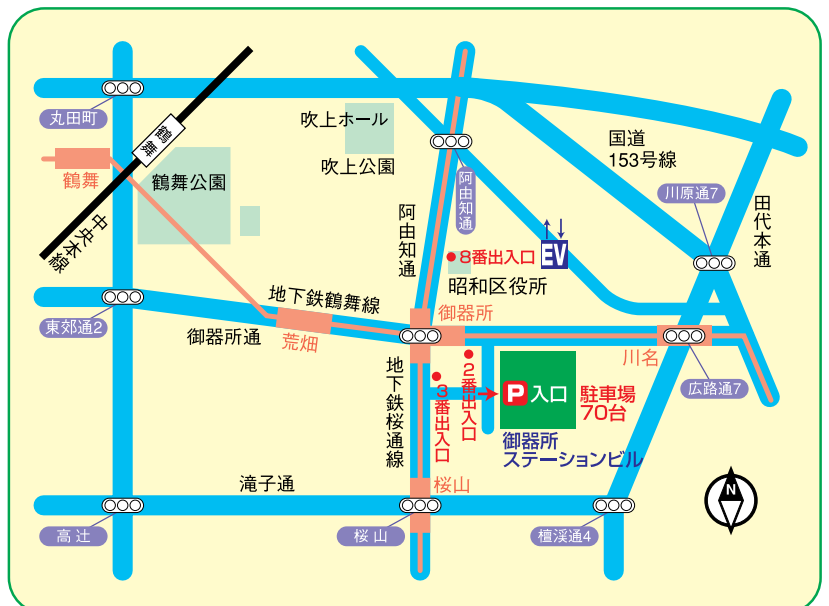 丸田町
鶴舞
鶴舞
中央本線
鶴舞公園
吹上ホール
吹上公園
阿由知通
阿由知通
国道
153号線
川原通7
田代本通
8番出入口
EV
昭和区役所
東郊通2
地下鉄鶴舞線
御器所通
荒畑
御器所
川名
広路通7
地下鉄桜通線
3番出入口
2番出入口
P入口
駐車場
70台
御器所
ステーションビル
滝子通
桜山
高辻
桜山
檀渓通4
N